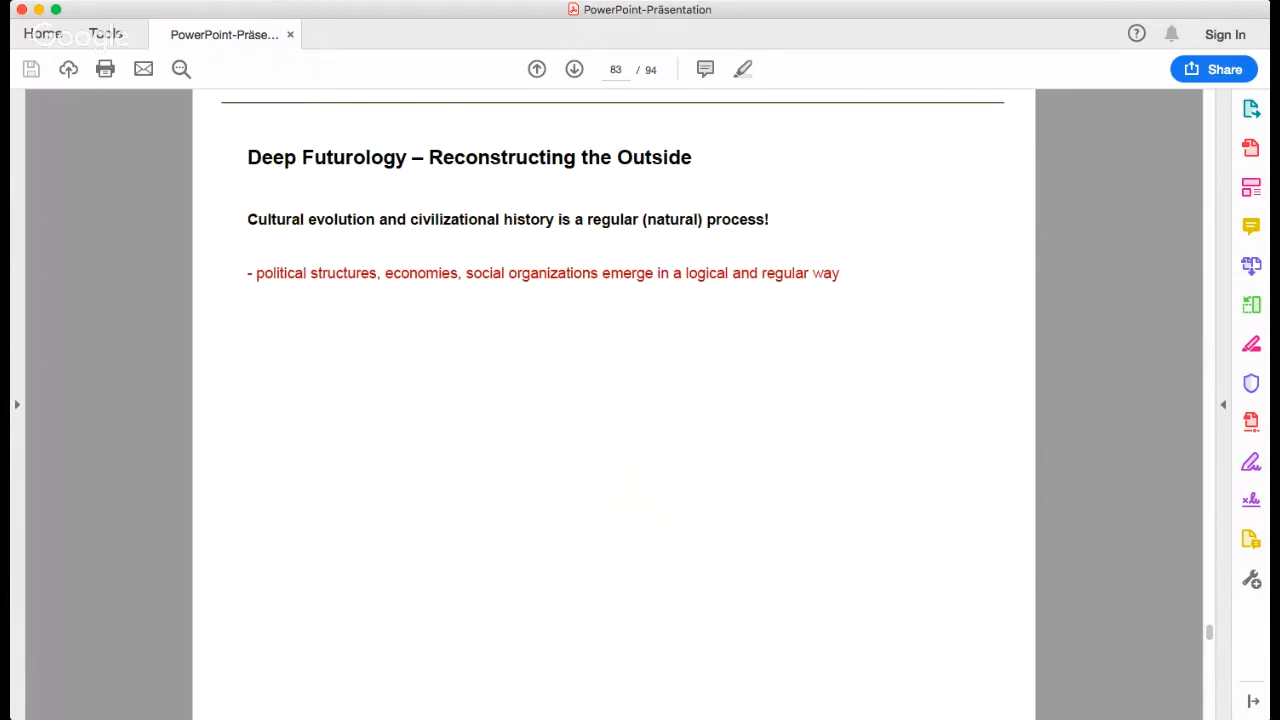 PowerPoint-Präsentation
Home Tools PowerPoint-Präse... ×
Google
? Sign In
83 / 94
Share
Deep Futurology – Reconstructing the Outside
Cultural evolution and civilizational history is a regular (natural) process!
- political structures, economies, social organizations emerge in a logical and regular way